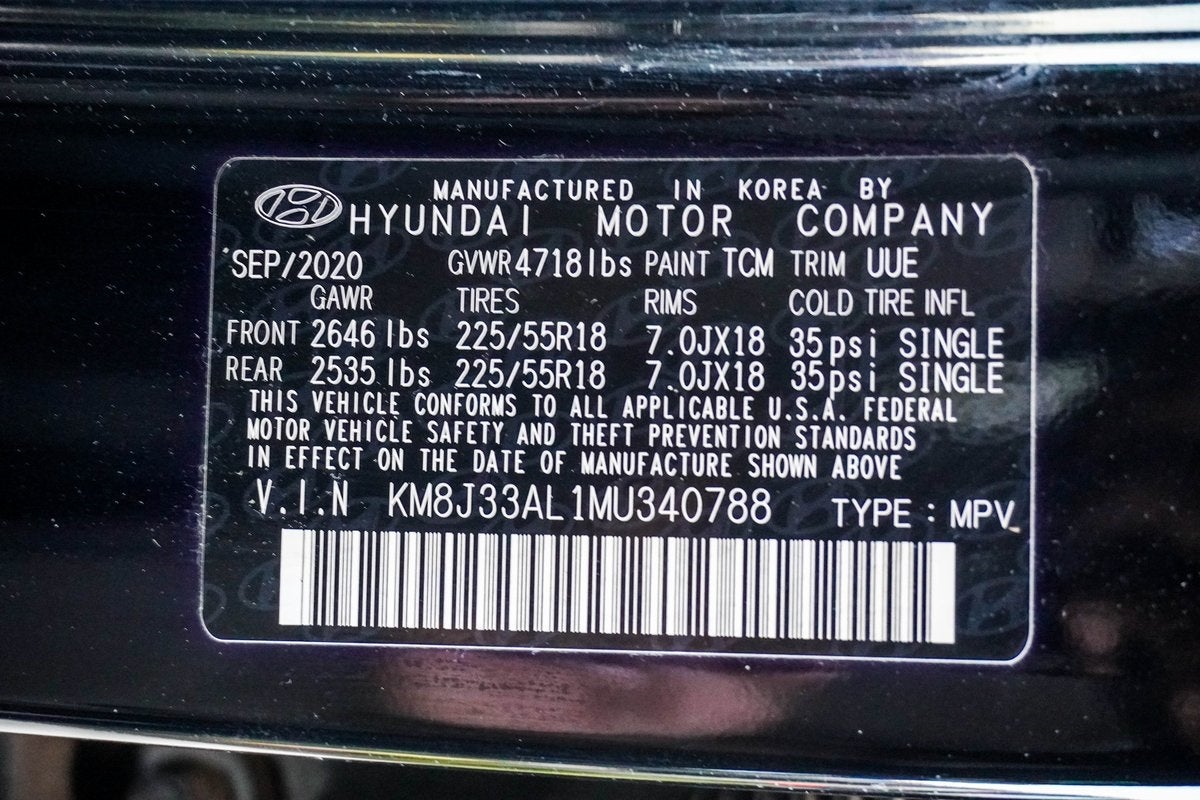 MANUFACTURED IN KOREA BY
HYUNDAI MOTOR COMPANY
SEP/2020 GVWR 4718lbs PAINT TCM TRIM UUE
GAWR TIRES RIMS COLD TIRE INFL
FRONT 2646 lbs 225/55R18 7.0JX18 35psi SINGLE
REAR 2535 lbs 225/55R18 7.0JX18 35psi SINGLE
THIS VEHICLE CONFORMS TO ALL APPLICABLE U.S.A. FEDERAL
MOTOR VEHICLE SAFETY AND THEFT PREVENTION STANDARDS
IN EFFECT ON THE DATE OF MANUFACTURE SHOWN ABOVE
V.I.N KM8J33AL1MU340788 TYPE : MPV